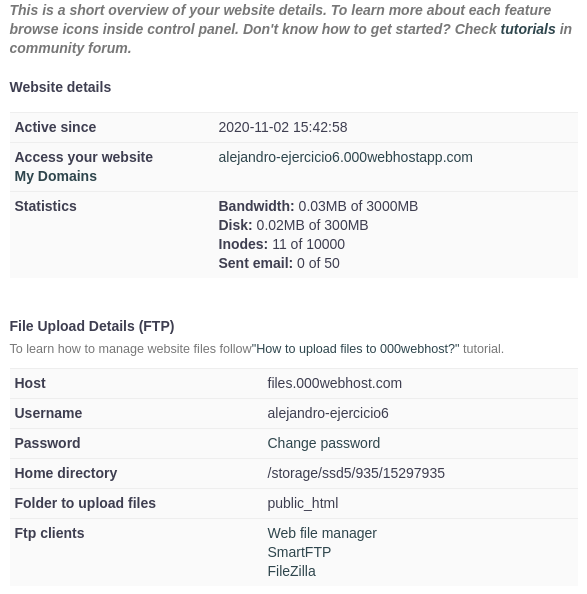 This is a short overview of your website details. To learn more about each feature
browse icons inside control panel. Don't know how to get started? Check tutorials in
community forum.
Website details
Active since 2020-11-02 15:42:58
Access your website alejandro-ejercicio6.000webhostapp.com
My Domains
Statistics Bandwidth: 0.03MB of 3000MB
Disk: 0.02MB of 300MB
Inodes: 11 of 10000
Sent email: 0 of 50
File Upload Details (FTP)
To learn how to manage website files follow"How to upload files to 000webhost?" tutorial.
Host files.000webhost.com
Username alejandro-ejercicio6
Password Change password
Home directory /storage/ssd5/935/15297935
Folder to upload files public_html
Ftp clients Web file manager
SmartFTP
FileZilla